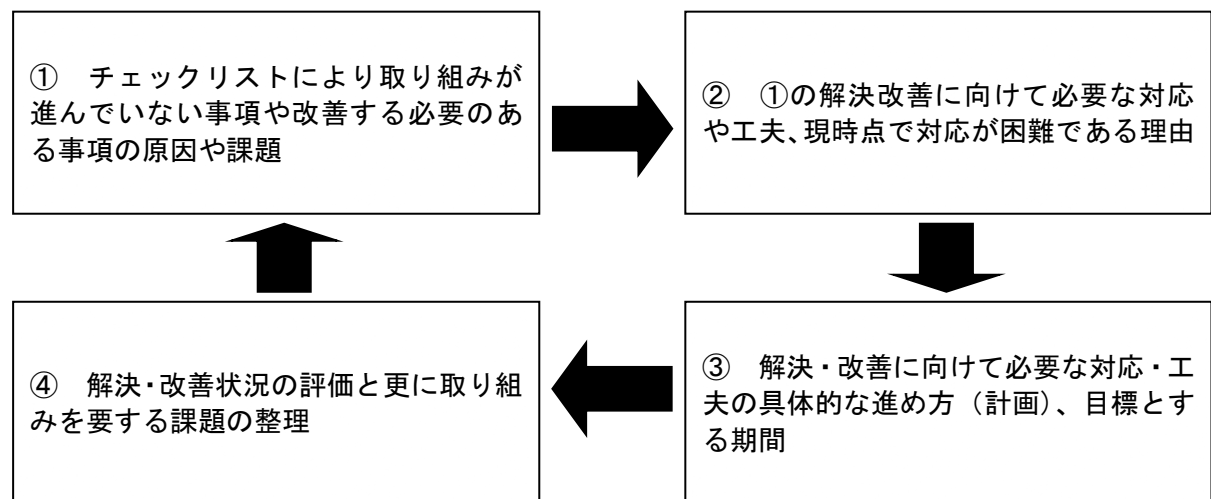 ① チェックリストにより取り組みが
進んでいない事項や改善する必要のあ
る事項の原因や課題
② ①の解決改善に向けて必要な対応
や工夫、現時点で対応が困難である理由
③ 解決・改善に向けて必要な対応・工
夫の具体的な進め方（計画）、目標とす
る期間
④ 解決・改善状況の評価と更に取り組
みを要する課題の整理